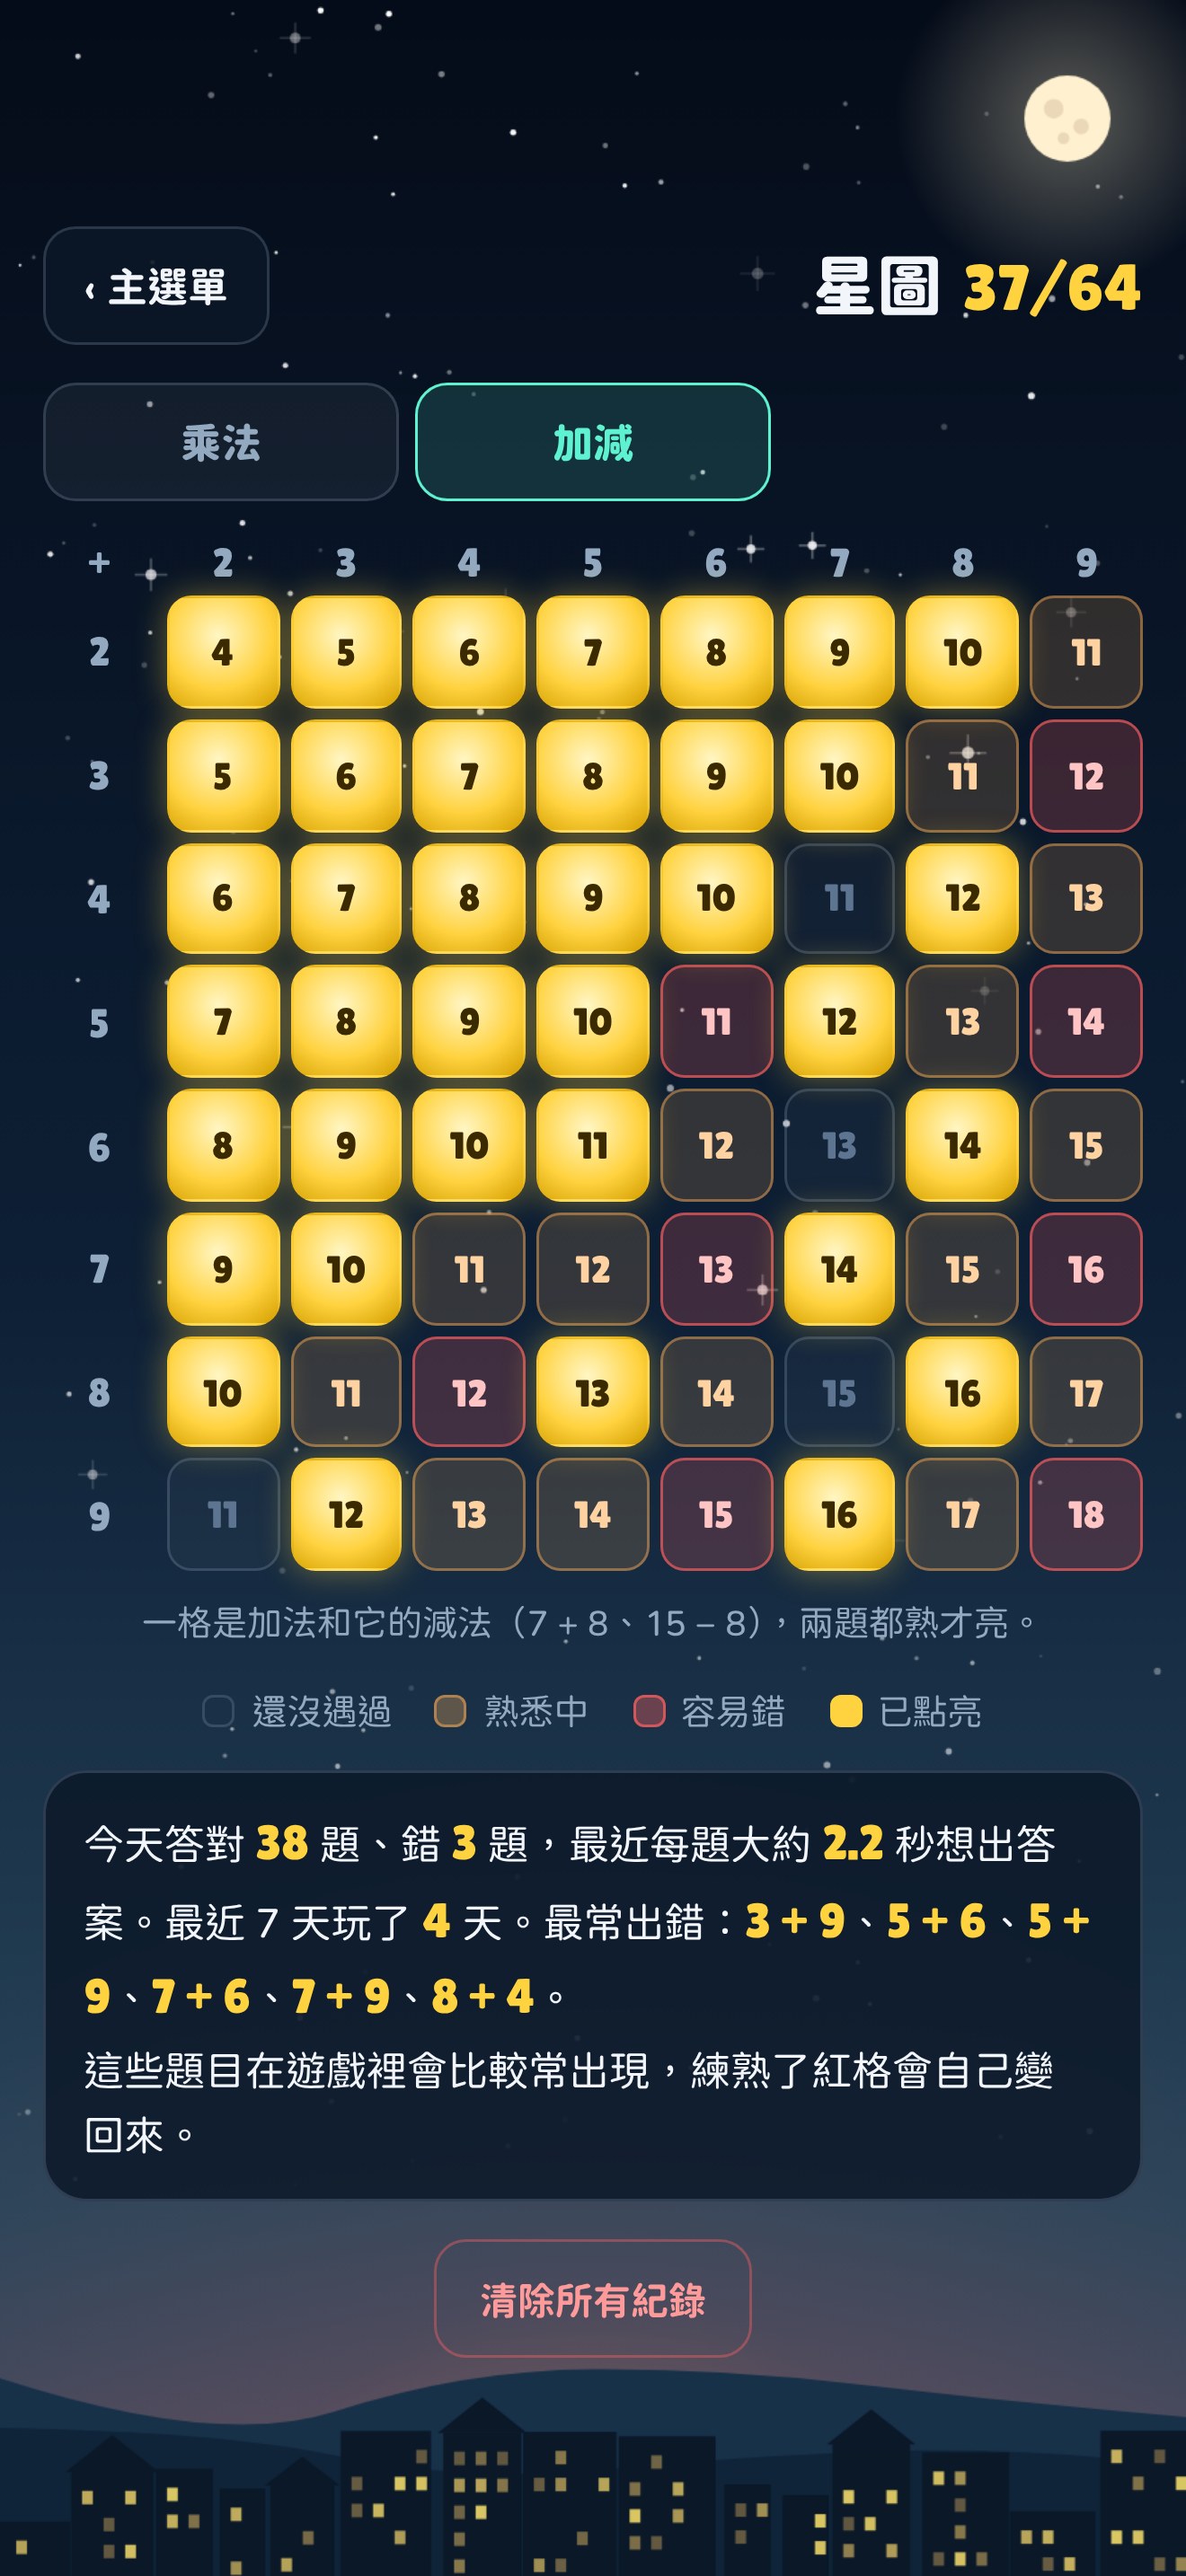 ‹ 主選單
星圖 37/64
乘法 加減
+ 2 3 4 5 6 7 8 9
2 4 5 6 7 8 9 10 11
3 5 6 7 8 9 10 11 12
4 6 7 8 9 10 11 12 13
5 7 8 9 10 11 12 13 14
6 8 9 10 11 12 13 14 15
7 9 10 11 12 13 14 15 16
8 10 11 12 13 14 15 16 17
9 11 12 13 14 15 16 17 18
一格是加法和它的減法（7 + 8、15 − 8），兩題都熟才亮。
還沒遇過 熟悉中 容易錯 已點亮
今天答對 38 題、錯 3 題，最近每題大約 2.2 秒想出答
案。最近 7 天玩了 4 天。最常出錯：3 + 9、5 + 6、5 +
9、7 + 6、7 + 9、8 + 4。
這些題目在遊戲裡會比較常出現，練熟了紅格會自己變
回來。
清除所有紀錄